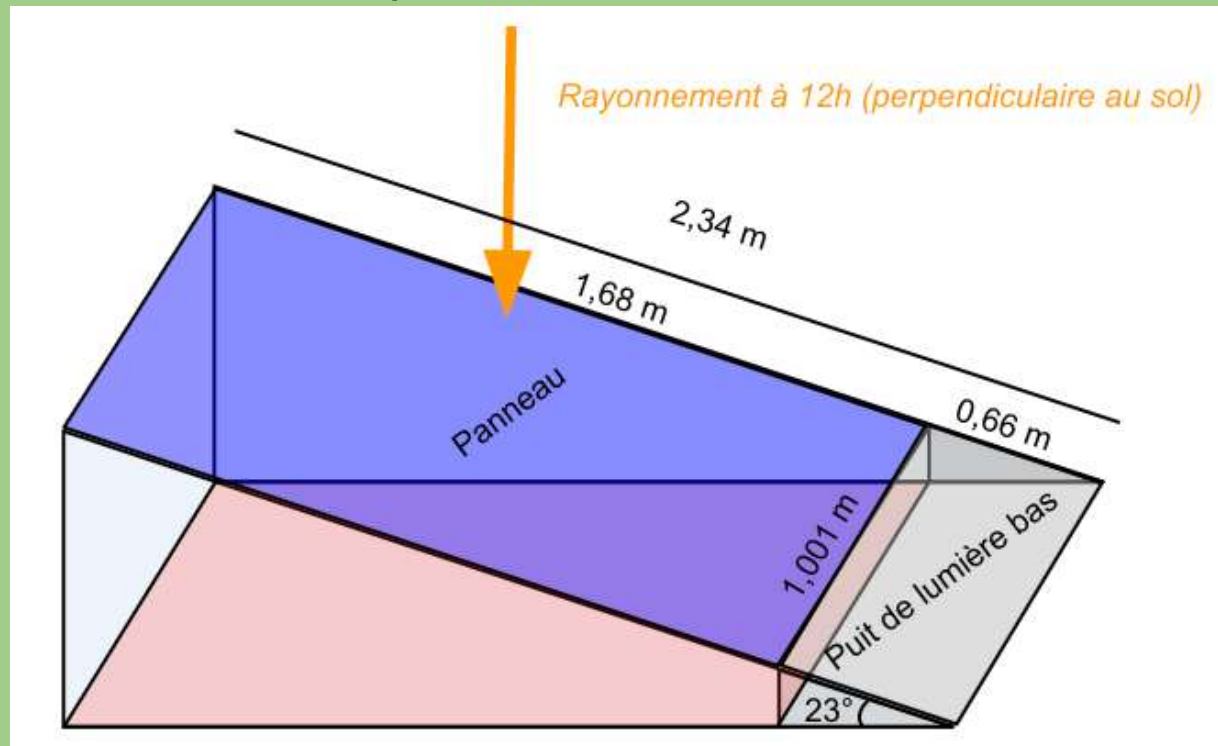 Rayonnement à 12h (perpendiculaire au sol)
2,34 m
1,68 m
0,66 m
Panneau
1,001 m
Puit de lumière bas
23°